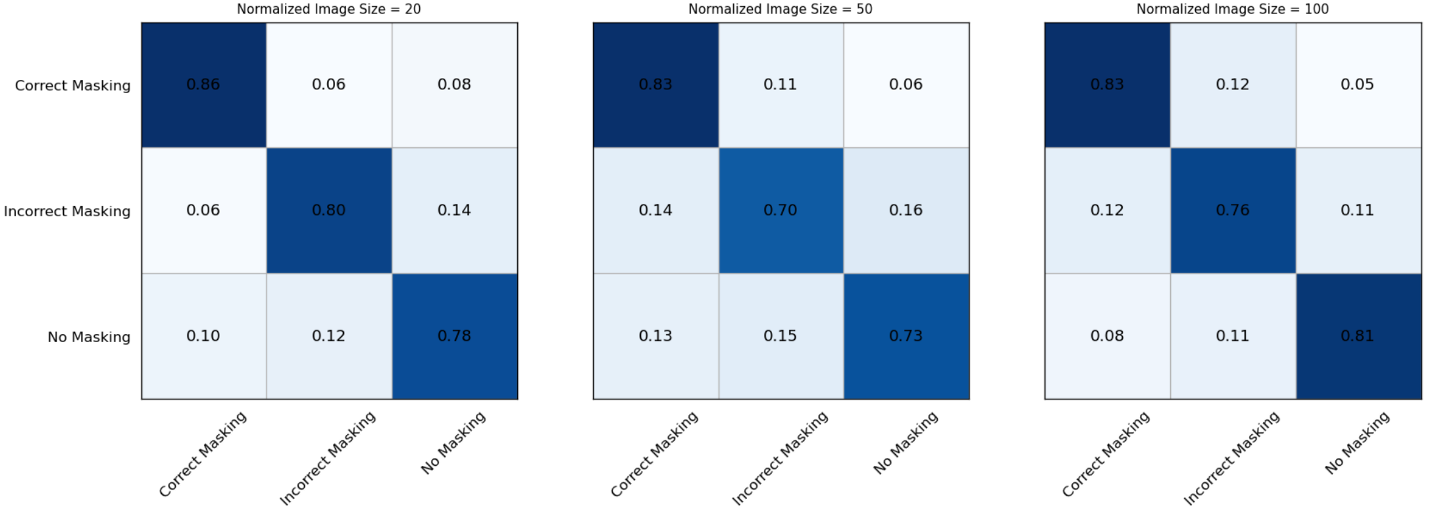 Normalized Image Size = 20 Normalized Image Size = 50 Normalized Image Size = 100
Correct Masking 0.86 0.06 0.08 0.83 0.11 0.06 0.83 0.12 0.05
Incorrect Masking 0.06 0.80 0.14 0.14 0.70 0.16 0.12 0.76 0.11
No Masking 0.10 0.12 0.78 0.13 0.15 0.73 0.08 0.11 0.81
Correct Masking Incorrect Masking No Masking Correct Masking Incorrect Masking No Masking Correct Masking Incorrect Masking No Masking